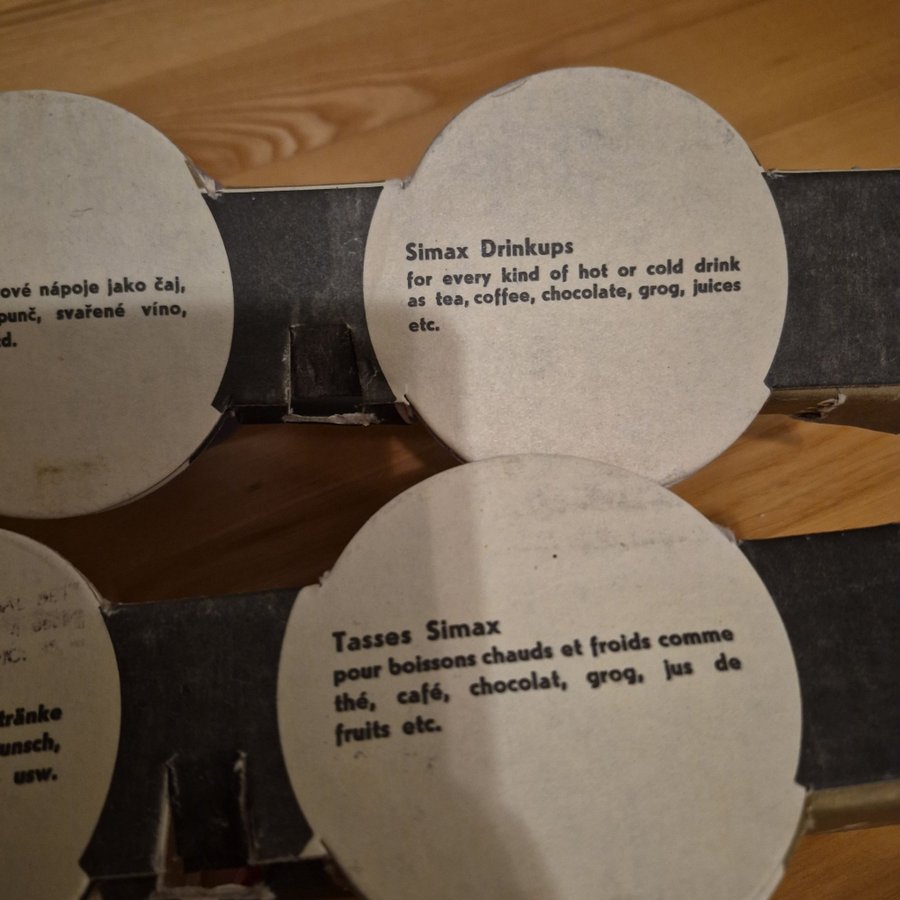 ové nápoje jako čaj,
punč, svařené víno,
td.
Simax Drinkups
for every kind of hot or cold drink
as tea, coffee, chocolate, grog, juices
etc.
tränke
unsch,
usw.
Tasses Simax
pour boissons chauds et froids comme
thé, café, chocolat, grog, jus de
fruits etc.